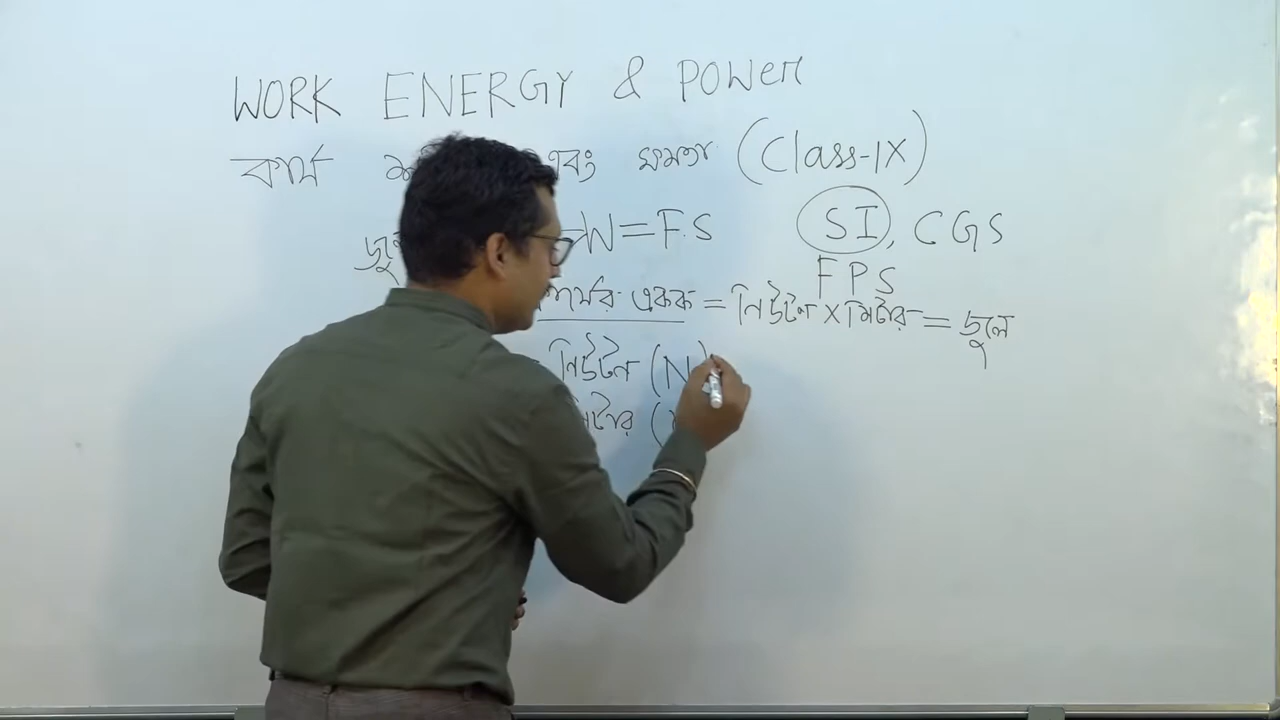 WORK ENERGY & POWER
কার্য এবং ক্ষমতা (Class-IX)
W=F.S SI, CGS
FPS
একক = নিউটন X মিটার = জুল
নিউটন (N)